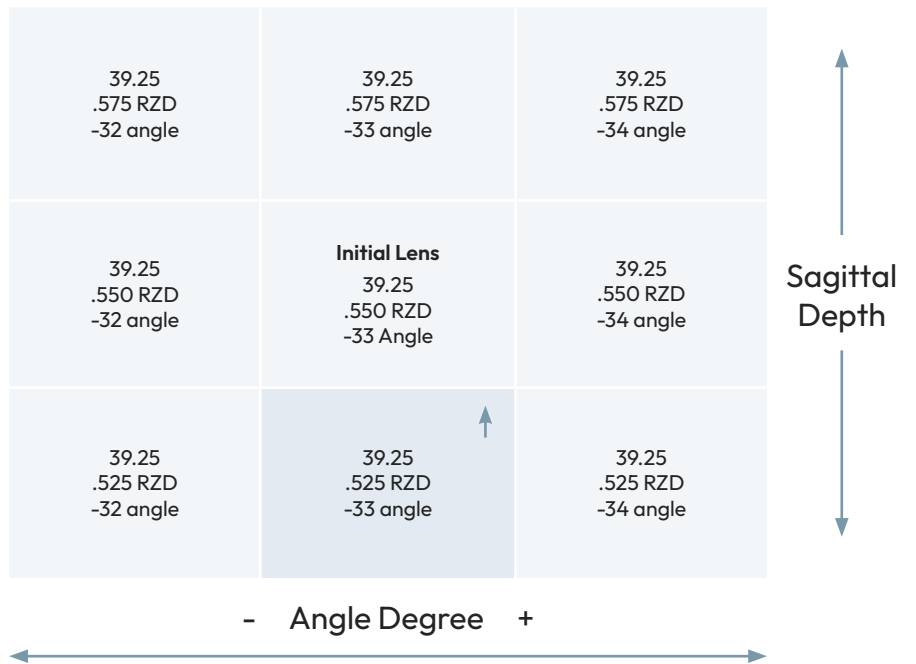 39.25
.575 RZD
-32 angle
39.25
.575 RZD
-33 angle
39.25
.575 RZD
-34 angle
39.25
.550 RZD
-32 angle
Initial Lens
39.25
.550 RZD
-33 Angle
39.25
.550 RZD
-34 angle
Sagittal
Depth
39.25
.525 RZD
-32 angle
39.25
.525 RZD
-33 angle
39.25
.525 RZD
-34 angle
- Angle Degree +